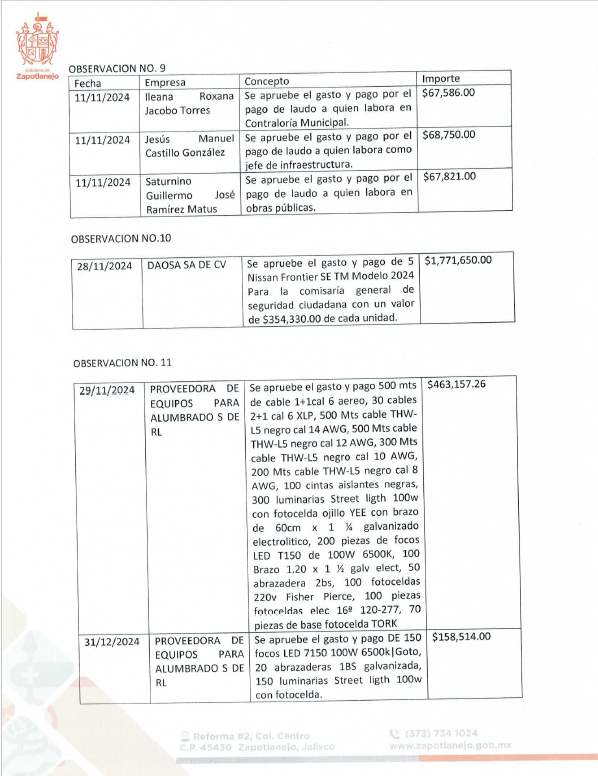 Gobierno de
Zapotlanejo
OBSERVACION NO. 9
Fecha Empresa Concepto Importe
11/11/2024 Ileana Roxana Jacobo Torres Se apruebe el gasto y pago por el pago de laudo a quien labora en Contraloría Municipal. $67,586.00
11/11/2024 Jesús Manuel Castillo González Se apruebe el gasto y pago por el pago de laudo a quien labora como jefe de infraestructura. $68,750.00
11/11/2024 Saturnino Guillermo José Ramírez Matus Se apruebe el gasto y pago por el pago de laudo a quien labora en obras públicas. $67,821.00
OBSERVACION NO.10
28/11/2024 DAOSA SA DE CV Se apruebe el gasto y pago de 5 Nissan Frontier SE TM Modelo 2024 Para la comisaría general de seguridad ciudadana con un valor de $354,330.00 de cada unidad. $1,771,650.00
OBSERVACION NO. 11
29/11/2024 PROVEEDORA DE EQUIPOS PARA ALUMBRADO S DE RL Se apruebe el gasto y pago 500 mts de cable 1+1cal 6 aereo, 30 cables 2+1 cal 6 XLP, 500 Mts cable THW-L5 negro cal 14 AWG, 500 Mts cable THW-L5 negro cal 12 AWG, 300 Mts cable THW-L5 negro cal 10 AWG, 200 Mts cable THW-L5 negro cal 8 AWG, 100 cintas aislantes negras, 300 luminarias Street ligth 100w con fotocelda ojillo YEE con brazo de 60cm x 1 ¼ galvanizado electrolitico, 200 piezas de focos LED T150 de 100W 6500K, 100 Brazo 1.20 x 1 ½ galv elect, 50 abrazadera 2bs, 100 fotoceldas 220v Fisher Pierce, 100 piezas fotoceldas elec 16º 120-277, 70 piezas de base fotocelda TORK $463,157.26
31/12/2024 PROVEEDORA DE EQUIPOS PARA ALUMBRADO S DE RL Se apruebe el gasto y pago DE 150 focos LED 7150 100W 6500k|Goto, 20 abrazaderas 1BS galvanizada, 150 luminarias Street ligth 100w con fotocelda. $158,514.00
Reforma #2, Col. Centro
C.P. 45430 Zapotlanejo, Jalisco
(373) 734 1024
www.zapotlanejo.gob.mx